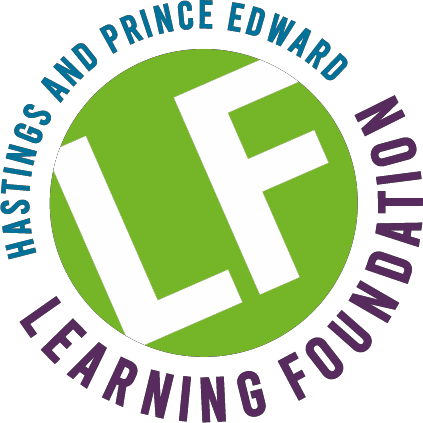 HASTINGS AND PRINCE EDWARD
LF
LEARNING FOUNDATION